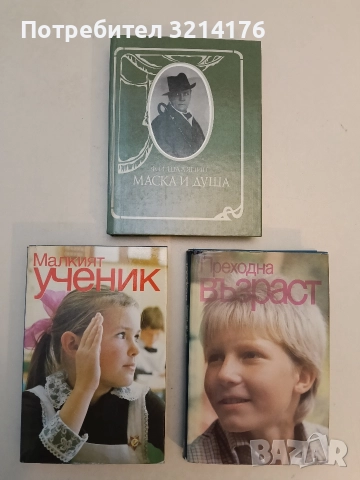 Потребител 3214176
МАСКА И ДУША
Малкият
ученик
Преходна
възраст
BAZAR